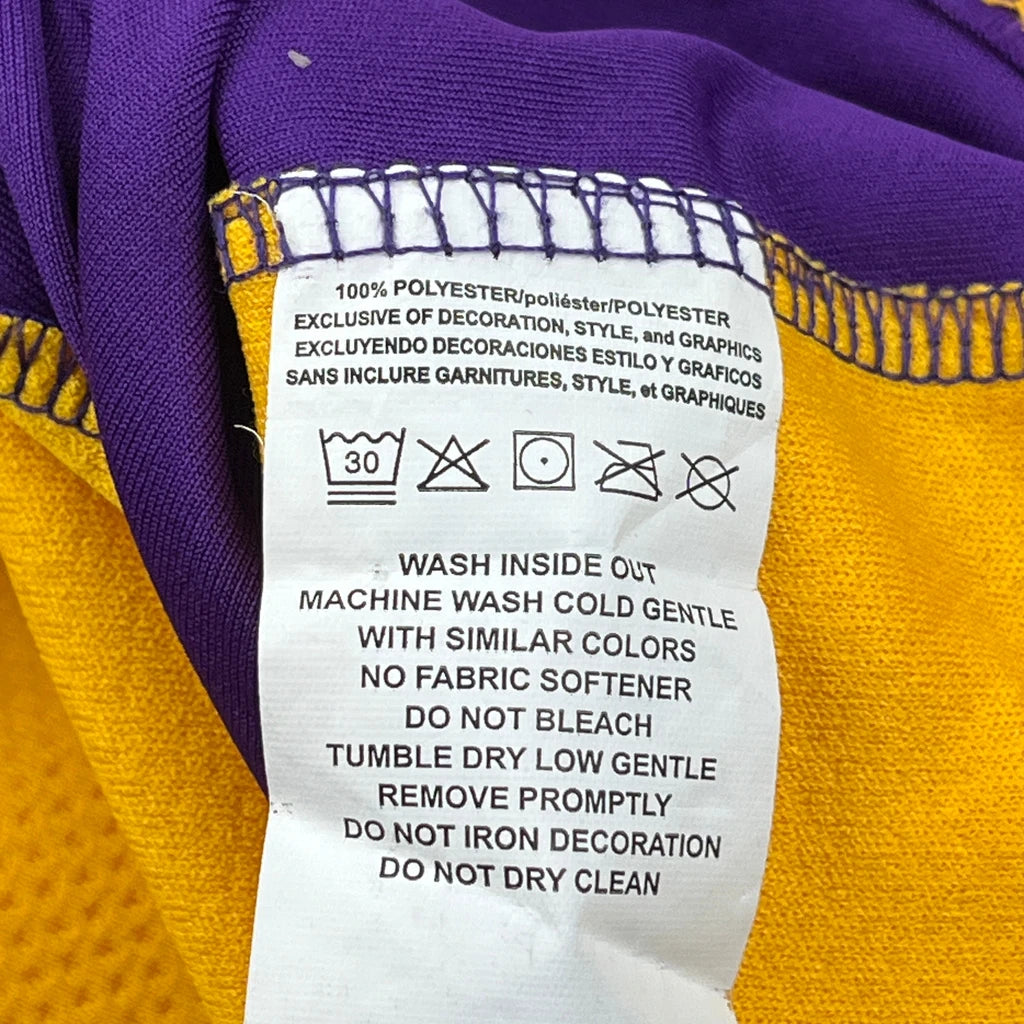 100% POLYESTER/poliéster/POLYESTER
EXCLUSIVE OF DECORATION, STYLE, and GRAPHICS
EXCLUYENDO DECORACIONES ESTILO Y GRAFICOS
SANS INCLURE GARNITURES, STYLE, et GRAPHIQUES
30
WASH INSIDE OUT
MACHINE WASH COLD GENTLE
WITH SIMILAR COLORS
NO FABRIC SOFTENER
DO NOT BLEACH
TUMBLE DRY LOW GENTLE
REMOVE PROMPTLY
DO NOT IRON DECORATION
DO NOT DRY CLEAN